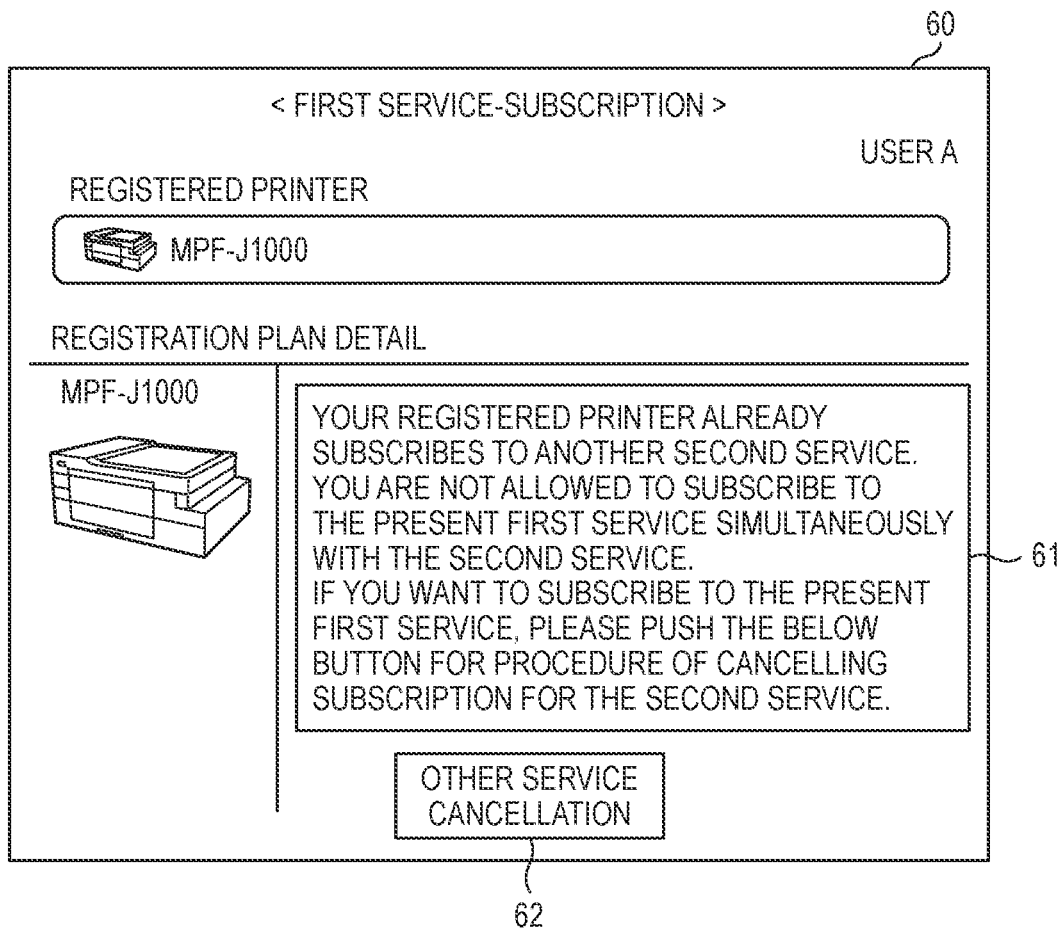 60
< FIRST SERVICE-SUBSCRIPTION >
USER A
REGISTERED PRINTER
MPF-J1000
REGISTRATION PLAN DETAIL
MPF-J1000
YOUR REGISTERED PRINTER ALREADY
SUBSCRIBES TO ANOTHER SECOND SERVICE.
YOU ARE NOT ALLOWED TO SUBSCRIBE TO
THE PRESENT FIRST SERVICE SIMULTANEOUSLY
WITH THE SECOND SERVICE.
IF YOU WANT TO SUBSCRIBE TO THE PRESENT
FIRST SERVICE, PLEASE PUSH THE BELOW
BUTTON FOR PROCEDURE OF CANCELLING
SUBSCRIPTION FOR THE SECOND SERVICE.
61
OTHER SERVICE
CANCELLATION
62